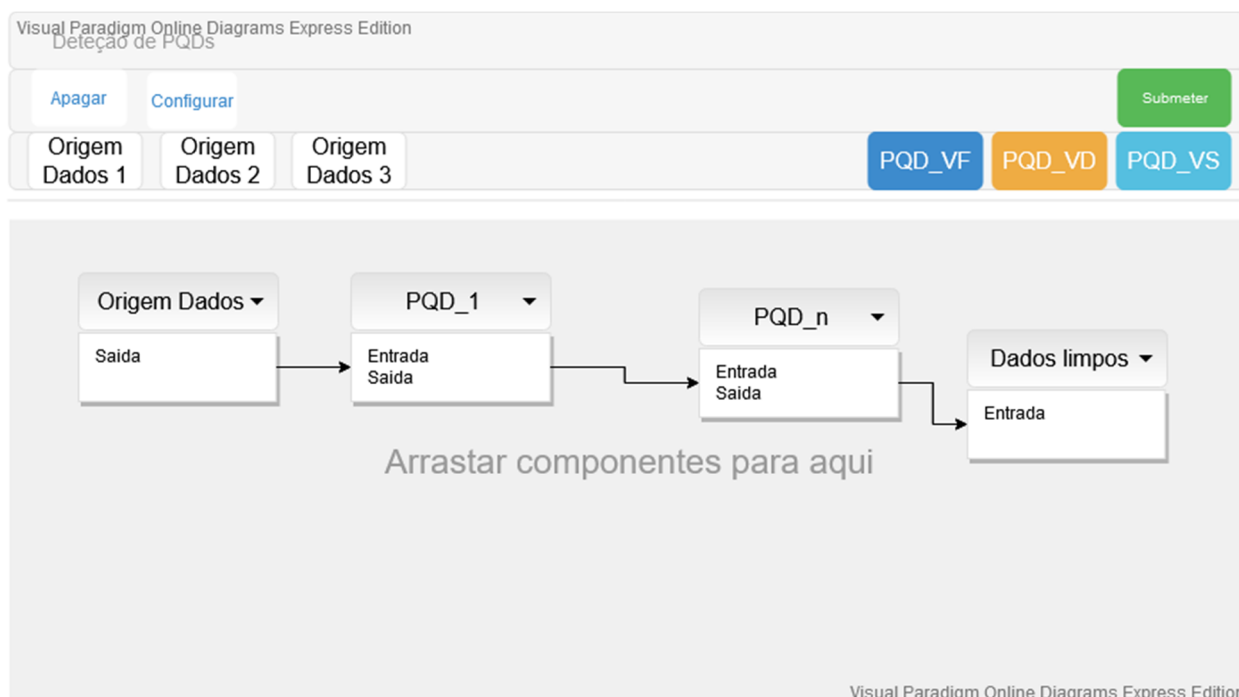 Visual Paradigm Online Diagrams Express Edition
Deteção de PQDs
Apagar
Configurar
Submeter
Origem
Dados 1
Origem
Dados 2
Origem
Dados 3
PQD_VF
PQD_VD
PQD_VS
Origem Dados
Saida
PQD_1
Entrada
Saida
PQD_n
Entrada
Saida
Dados limpos
Entrada
Arrastar componentes para aqui
Visual Paradigm Online Diagrams Express Edition